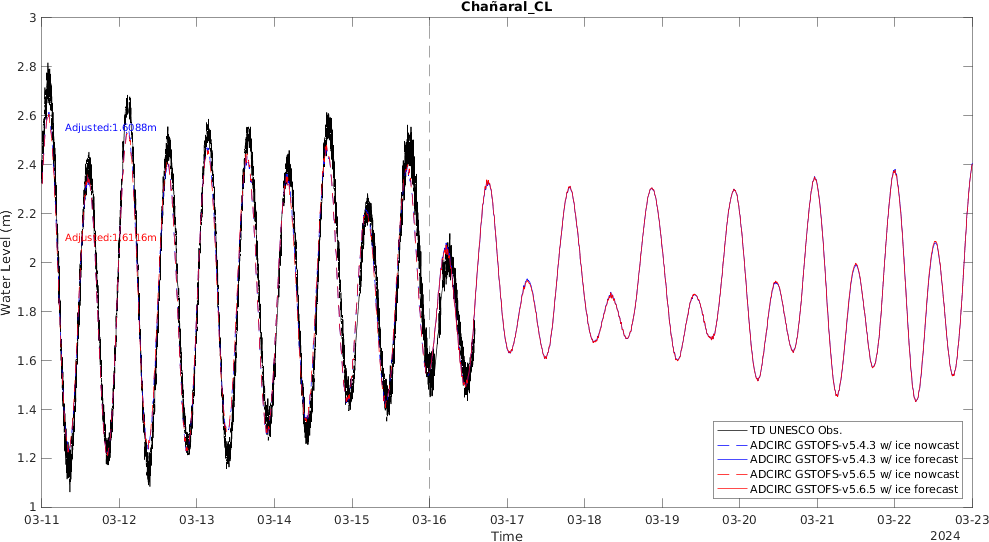 Chañaral_CL
3
2.8
2.6
2.4
2.2
2
1.8
1.6
1.4
1.2
1
Water Level (m)
Adjusted:1.6088m
Adjusted:1.6116m
TD UNESCO Obs.
ADCIRC GSTOFS-v5.4.3 w/ ice nowcast
ADCIRC GSTOFS-v5.4.3 w/ ice forecast
ADCIRC GSTOFS-v5.6.5 w/ ice nowcast
ADCIRC GSTOFS-v5.6.5 w/ ice forecast
03-11 03-12 03-13 03-14 03-15 03-16 03-17 03-18 03-19 03-20 03-21 03-22 03-23
Time
2024